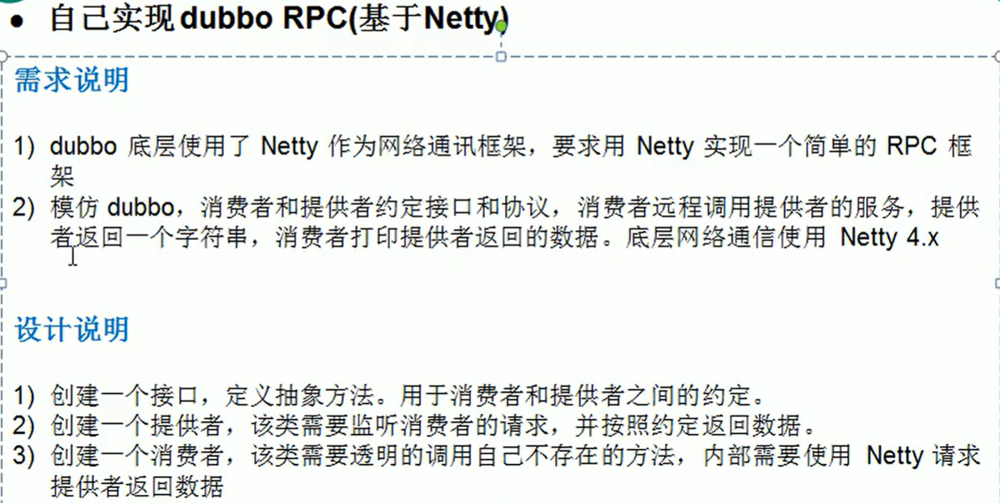 ● 自己实现dubbo RPC(基于Netty)
需求说明
1) dubbo 底层使用了 Netty 作为网络通讯框架，要求用 Netty 实现一个简单的 RPC 框
架
2) 模仿 dubbo，消费者和提供者约定接口和协议，消费者远程调用提供者的服务，提供
者返回一个字符串，消费者打印提供者返回的数据。底层网络通信使用 Netty 4.x
设计说明
1) 创建一个接口，定义抽象方法。用于消费者和提供者之间的约定。
2) 创建一个提供者，该类需要监听消费者的请求，并按照约定返回数据。
3) 创建一个消费者，该类需要透明的调用自己不存在的方法，内部需要使用 Netty 请求
提供者返回数据